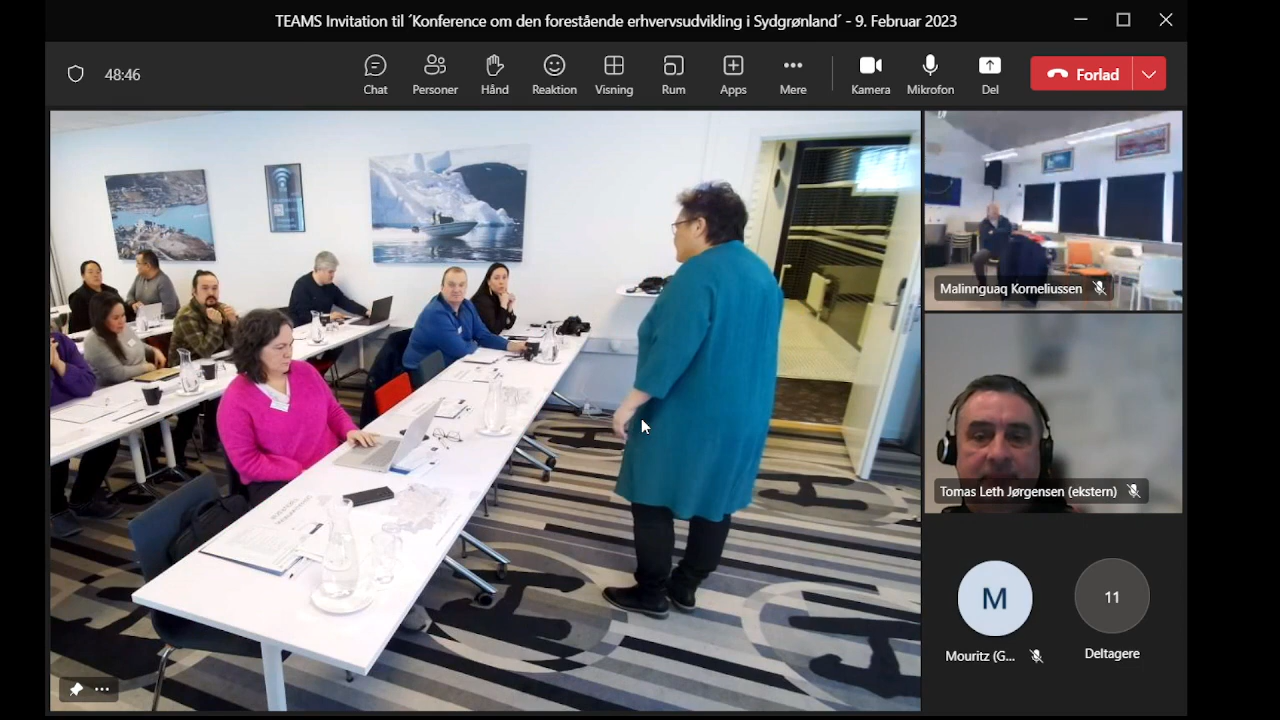 TEAMS Invitation til ´Konference om den forestående erhvervsudvikling i Sydgrønland´ - 9. Februar 2023
48:46
Chat
Personer
Hånd
Reaktion
Visning
Rum
Apps
Mere
Kamera
Mikrofon
Del
Forlad
Malinnguaq Korneliussen
Tomas Leth Jørgensen (ekstern)
M
11
Mouritz (G...
Deltagere